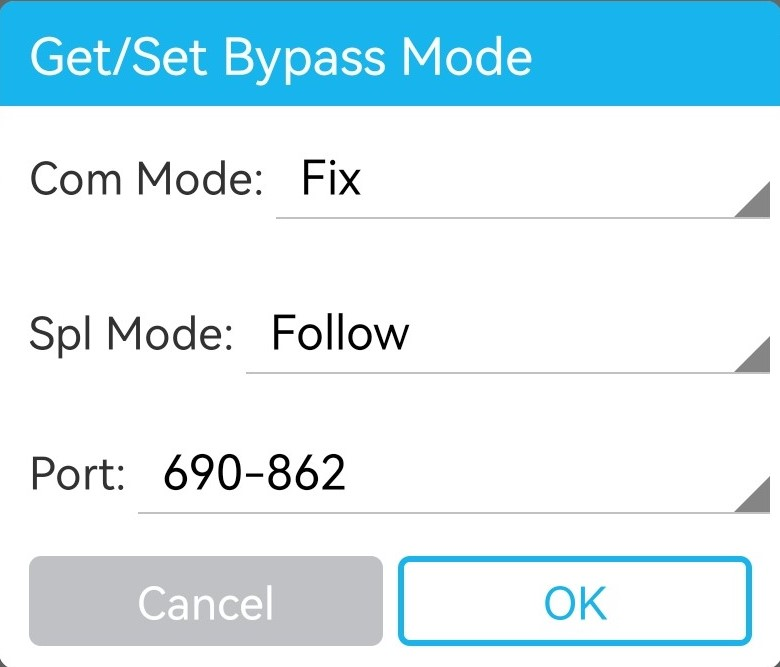 Get/Set Bypass Mode
Com Mode: Fix
Spl Mode: Follow
Port: 690-862
Cancel OK